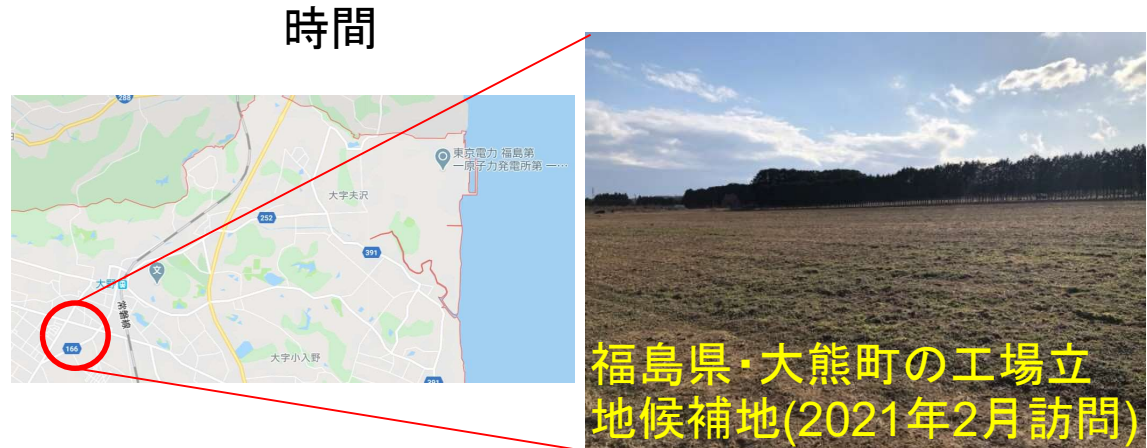 時間
288
東京電力 福島第
一原子力発電所第一…
大字夫沢
252
391
大野
文
常磐線
166
大字小入野
391
福島県・大熊町の工場立
地候補地(2021年2月訪問)